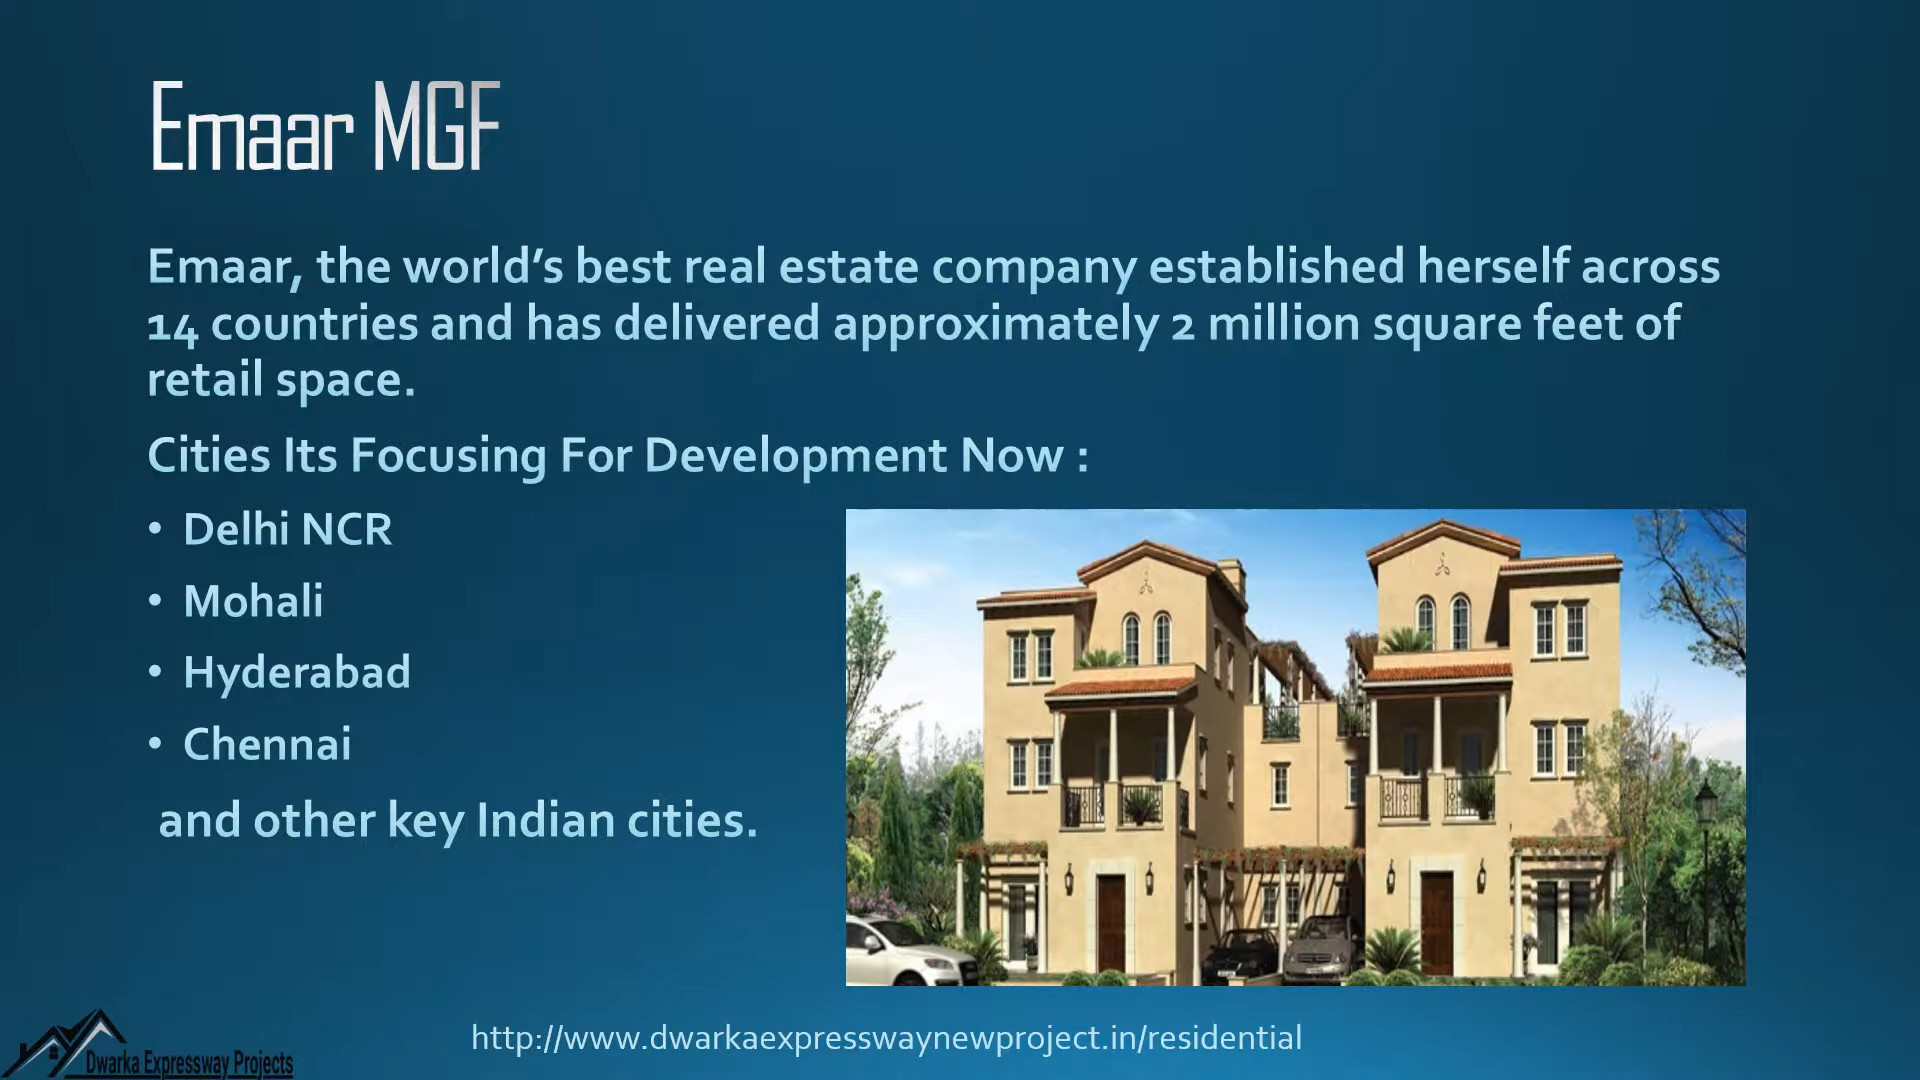 Emaar MGF
Emaar, the world’s best real estate company established herself across
14 countries and has delivered approximately 2 million square feet of
retail space.
Cities Its Focusing For Development Now :
• Delhi NCR
• Mohali
• Hyderabad
• Chennai
and other key Indian cities.
http://www.dwarkaexpresswaynewproject.in/residential
Dwarka Expressway Projects